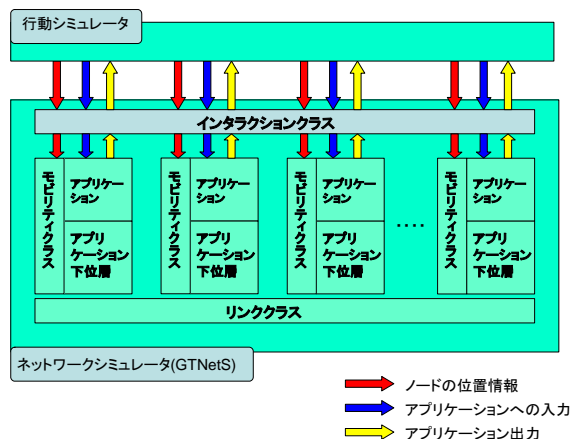 行動シミュレータ
インタラクションクラス
モビリティクラス
アプリケー
ション
アプリ
ケーション
下位層
モビリティクラス
アプリケー
ション
アプリ
ケーション
下位層
モビリティクラス
アプリケー
ション
アプリ
ケーション
下位層
....
モビリティクラス
アプリケー
ション
アプリ
ケーション
下位層
リンククラス
ネットワークシミュレータ(GTNetS)
ノードの位置情報
アプリケーションへの入力
アプリケーション出力